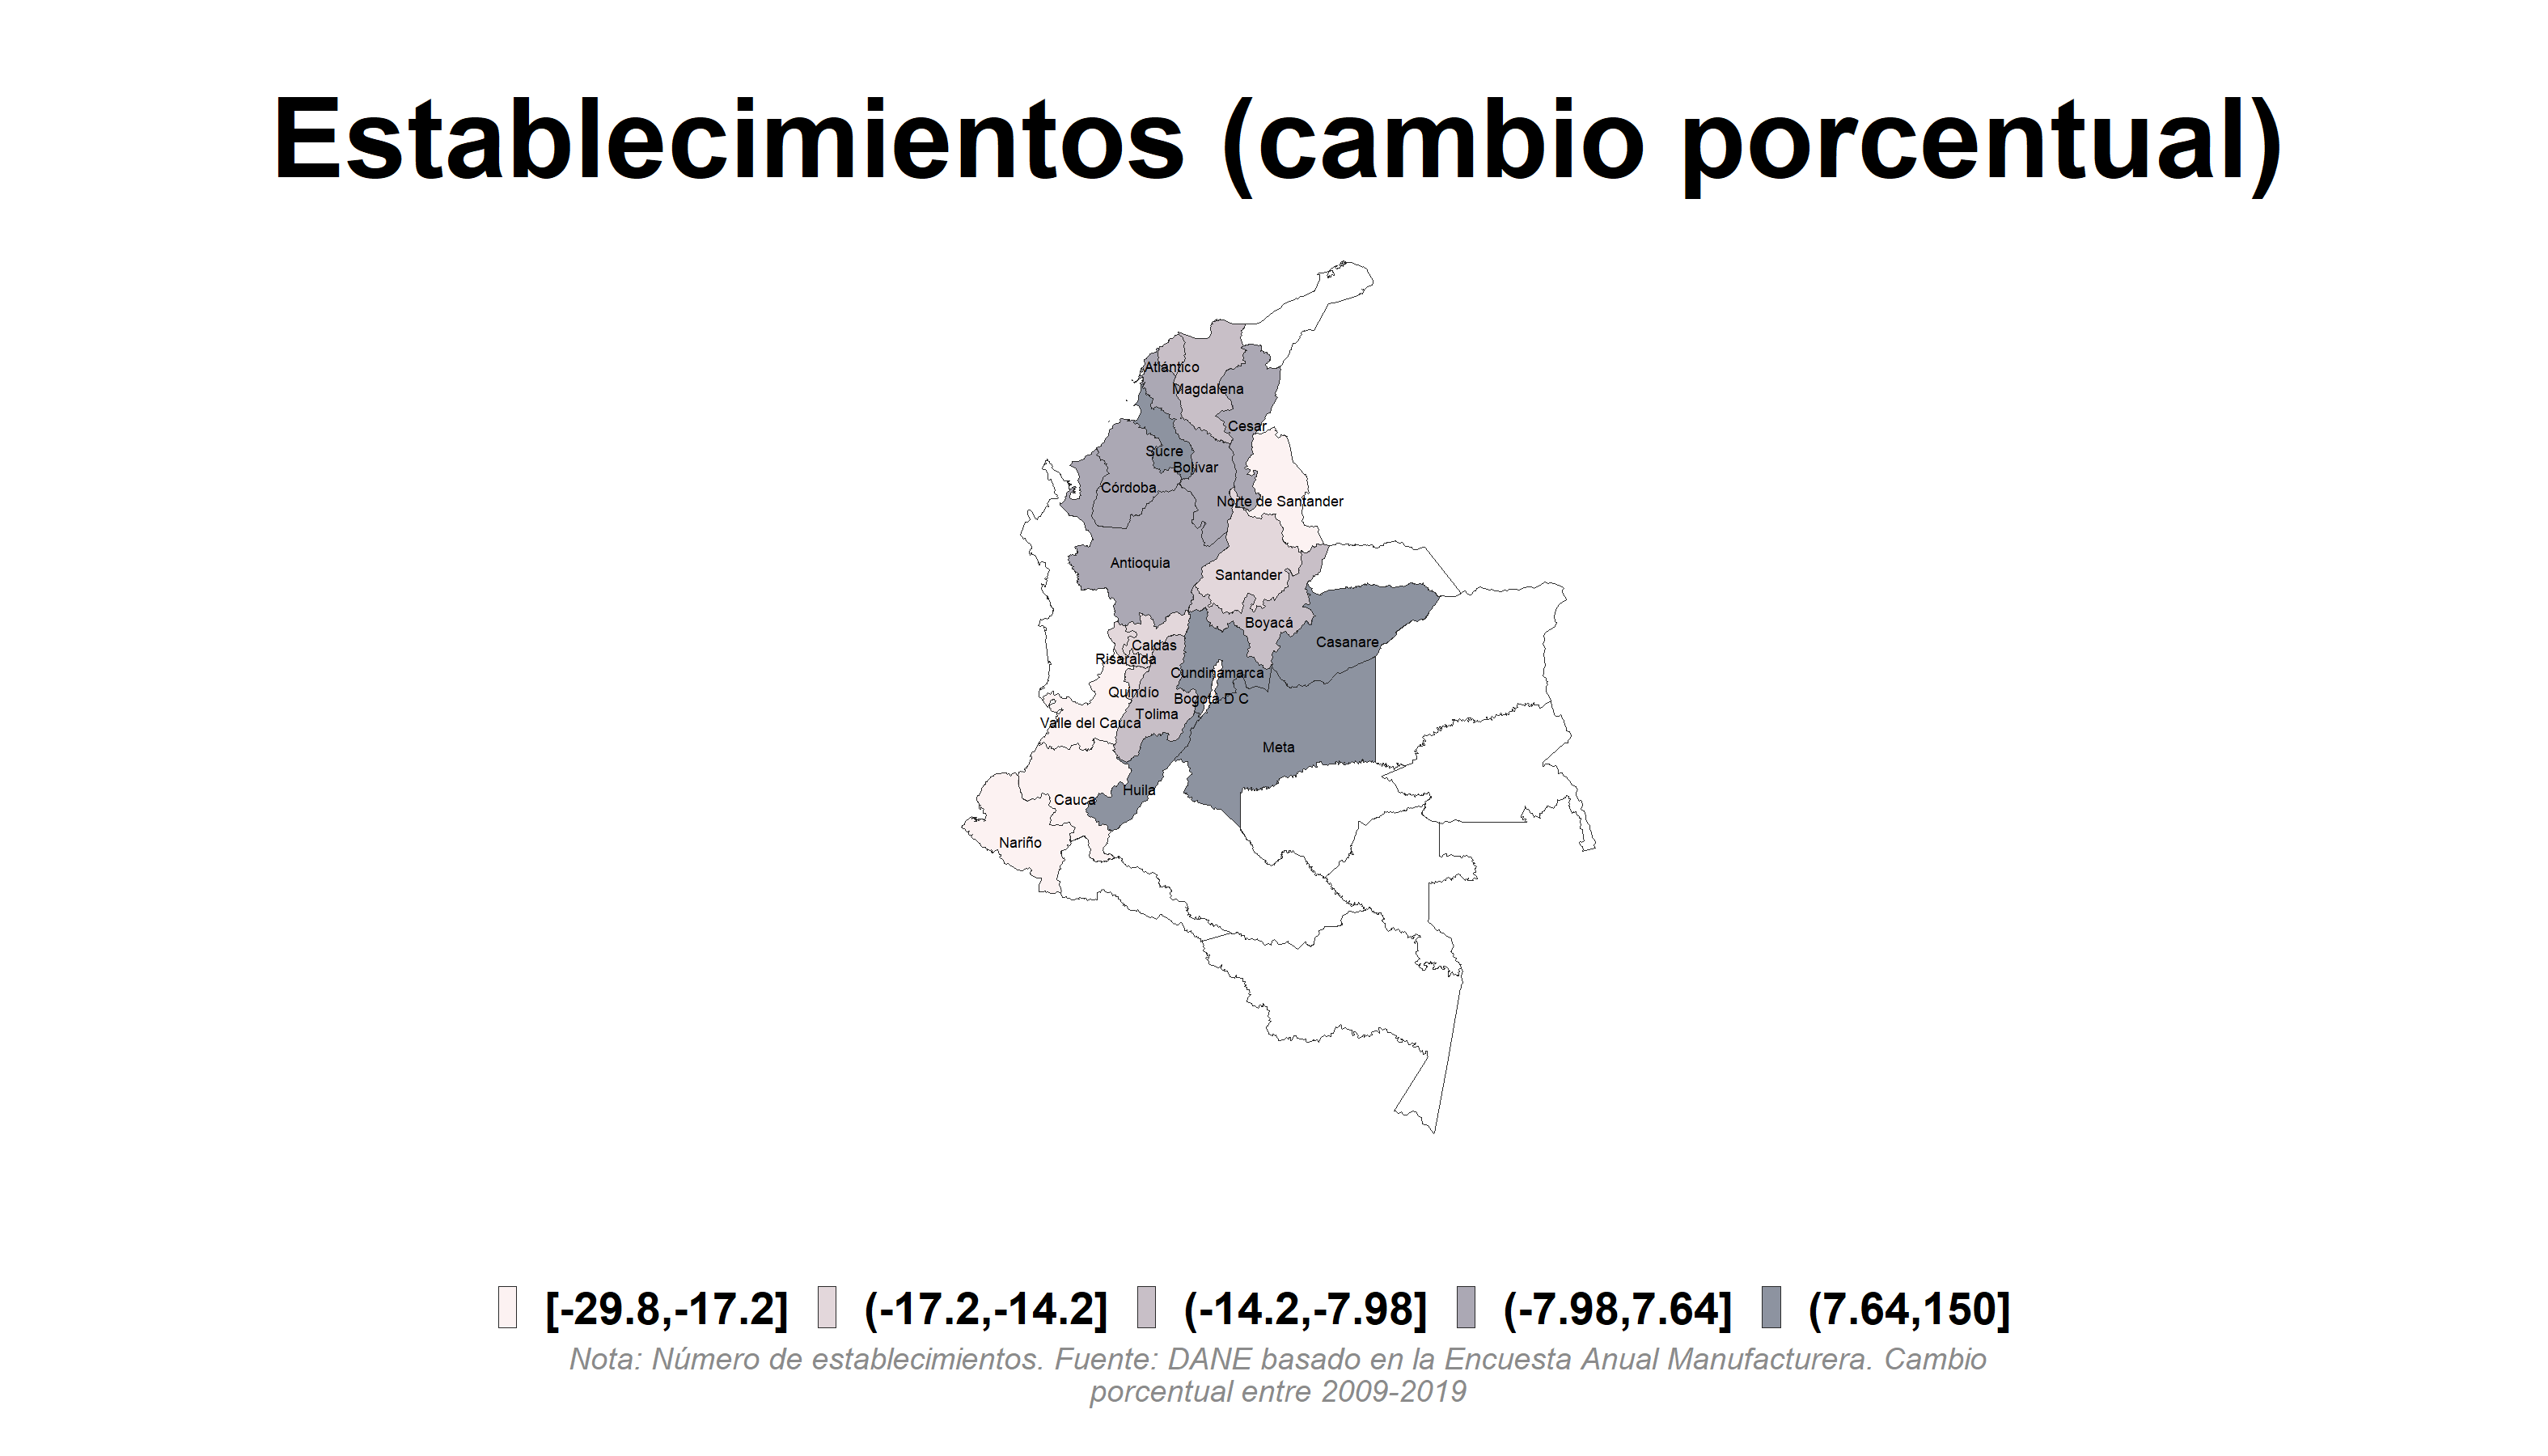 Establecimientos (cambio porcentual)
Atlántico
Magdalena
Cesar
Sucre
Bolívar
Córdoba
Norte de Santander
Antioquia
Santander
Boyacá
Casanare
Caldas
Risaralda
Cundinamarca
Quindío
Bogotá D C
Tolima
Valle del Cauca
Meta
Huila
Cauca
Nariño
[-29.8,-17.2] (-17.2,-14.2] (-14.2,-7.98] (-7.98,7.64] (7.64,150]
Nota: Número de establecimientos. Fuente: DANE basado en la Encuesta Anual Manufacturera. Cambio
porcentual entre 2009-2019